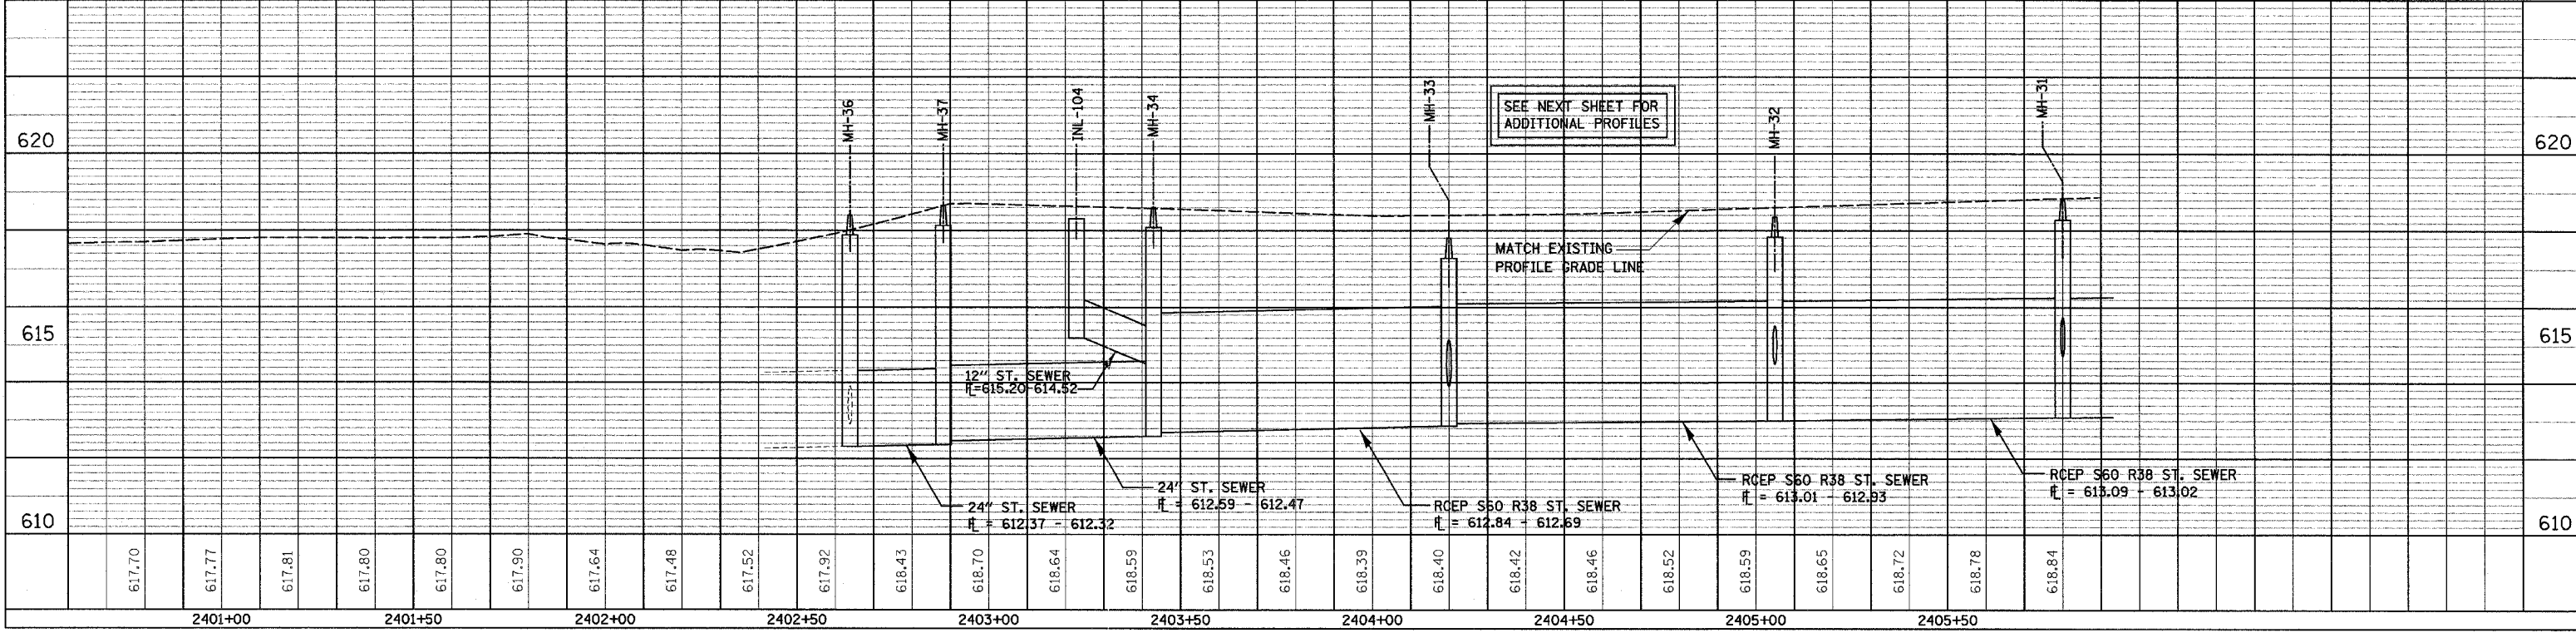 MH-36
MH-37
INL-104
MH-34
MH-33
SEE NEXT SHEET FOR
ADDITIONAL PROFILES
MH-32
MH-31
620
620
MATCH EXISTING
PROFILE GRADE LINE
615
615
12" ST. SEWER
FL=615.20-614.52
24" ST. SEWER
FL = 612.37 - 612.32
24" ST. SEWER
FL = 612.59 - 612.47
RCEP S60 R38 ST. SEWER
FL = 612.84 - 612.69
RCEP S60 R38 ST. SEWER
FL = 613.01 - 612.93
RCEP S60 R38 ST. SEWER
FL = 613.09 - 613.02
610
610
617.70
617.77
617.81
617.80
617.80
617.90
617.64
617.48
617.52
617.92
618.43
618.70
618.64
618.59
618.53
618.46
618.39
618.40
618.42
618.46
618.52
618.59
618.65
618.72
618.78
618.84
2401+00
2401+50
2402+00
2402+50
2403+00
2403+50
2404+00
2404+50
2405+00
2405+50